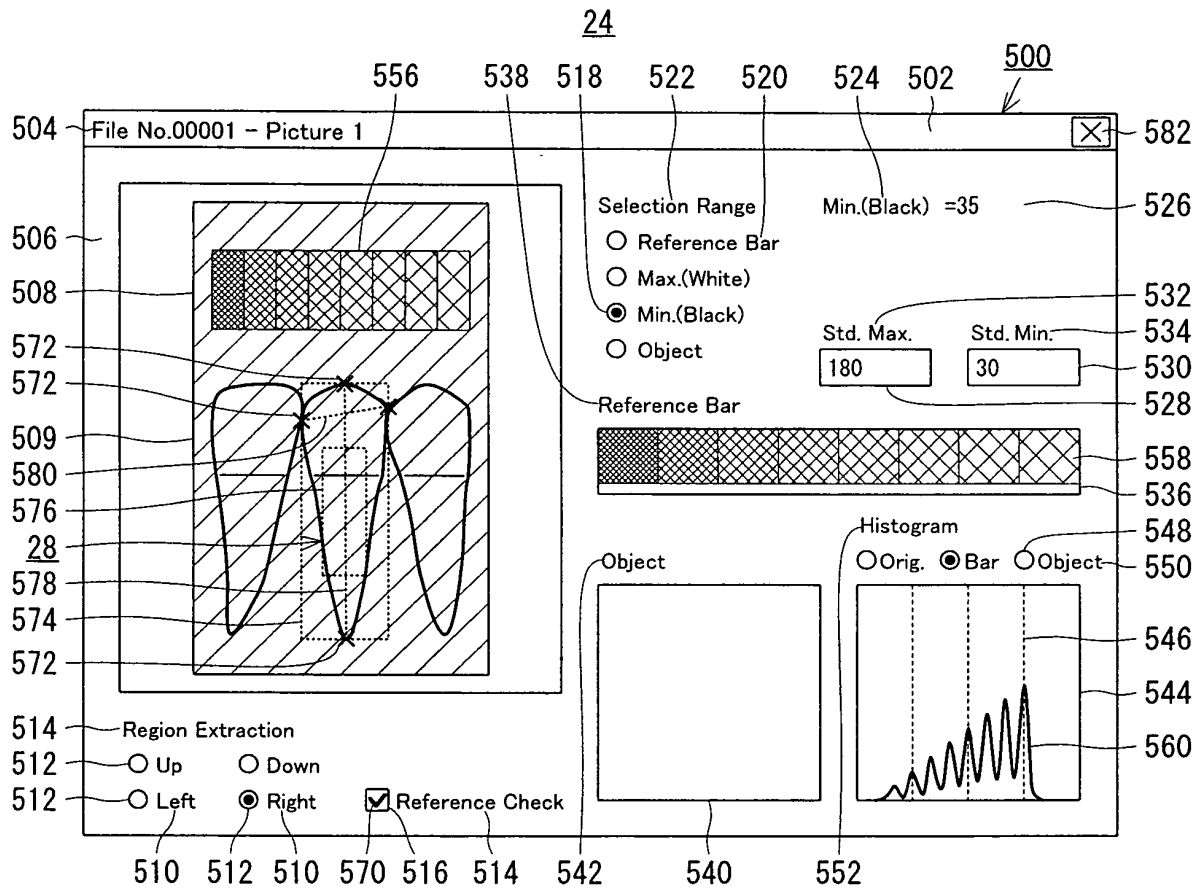 24
556 538 518 522 520 524 502 500
504 File No.00001 - Picture 1 582
506 Selection Range Min.(Black) =35 526
Reference Bar
508 Max.(White)
Min.(Black) 532
572 Std. Max. Std. Min. 534
Object
572 180 30 530
Reference Bar 528
509
580 558
576 536
28 Histogram 548
578 Object Orig. Bar Object 550
574
572 546
544
514 Region Extraction
512 Up Down 560
512 Left Right Reference Check
510 512 510 570 516 514 542 540 552